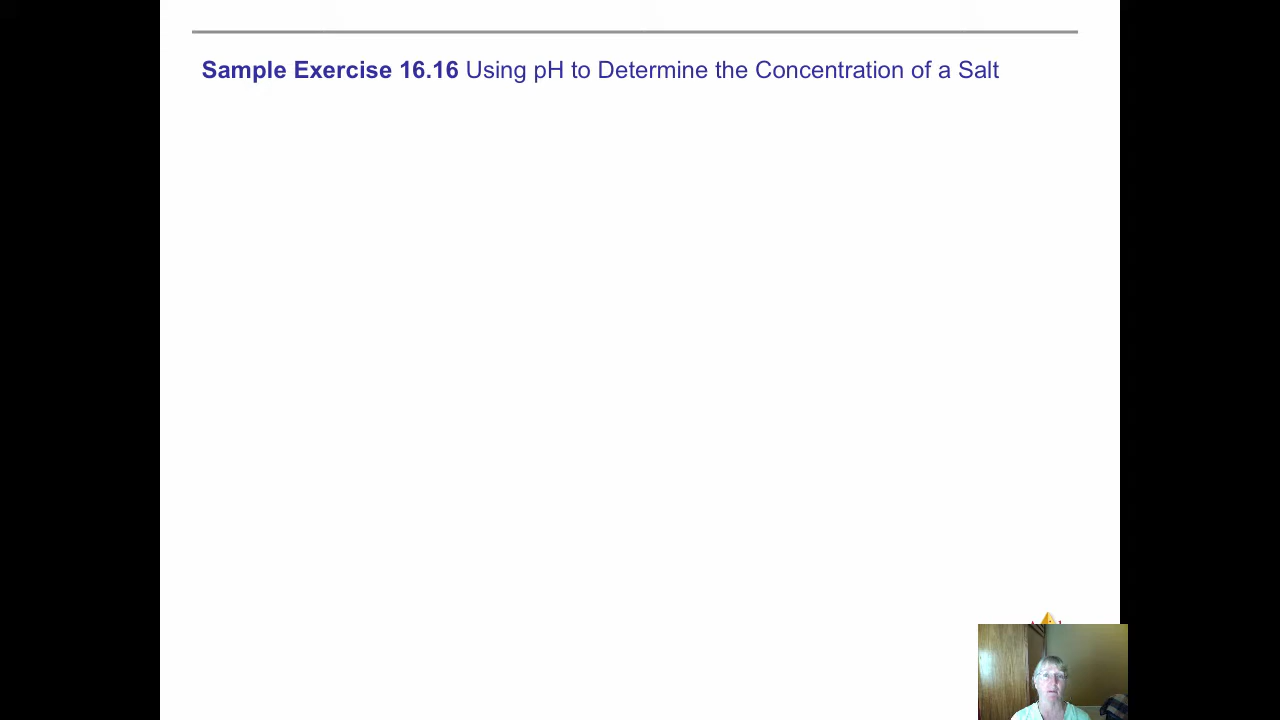 Sample Exercise 16.16 Using pH to Determine the Concentration of a Salt